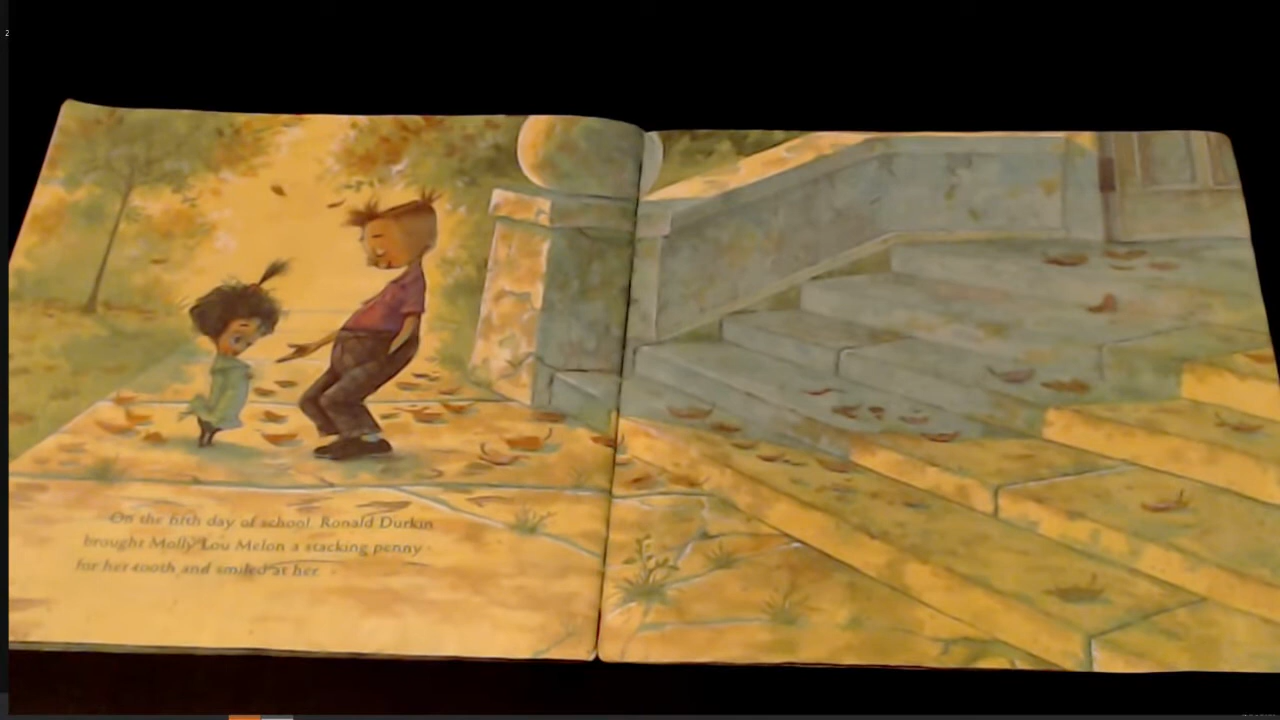 2
On the fifth day of school, Ronald Durkin
brought Molly Lou Melon a stacking penny
for her tooth and smiled at her.